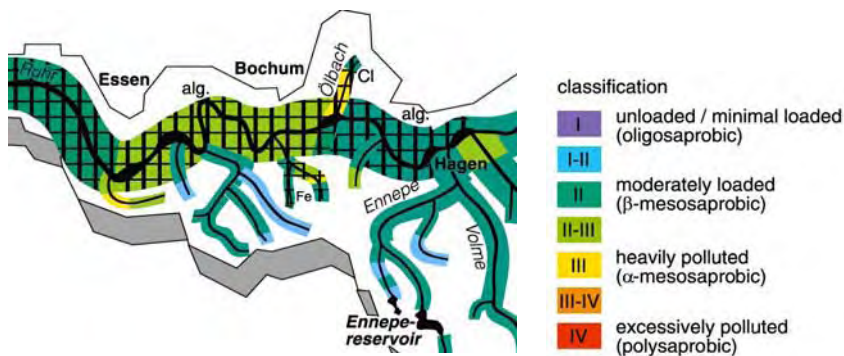 Ruhr
Essen
Bochum
Ölbach
Cl
alg.
alg.
Hagen
Fe
Ennepe
Volme
Ennepe-
reservoir
classification
I
unloaded / minimal loaded
(oligosaprobic)
I-II
II
moderately loaded
(β-mesosaprobic)
II-III
III
heavily polluted
(α-mesosaprobic)
III-IV
IV
excessively polluted
(polysaprobic)